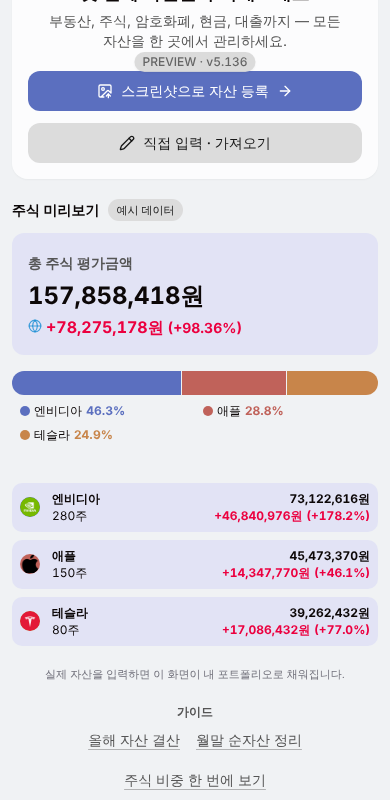 부동산, 주식, 암호화폐, 현금, 대출까지 — 모든
자산을 한 곳에서 관리하세요.
PREVIEW · v5.136
스크린샷으로 자산 등록
직접 입력 · 가져오기
주식 미리보기 예시 데이터
총 주식 평가금액
157,858,418원
+78,275,178원 (+98.36%)
엔비디아 46.3% 애플 28.8%
테슬라 24.9%
엔비디아 73,122,616원
280주 +46,840,976원 (+178.2%)
애플 45,473,370원
150주 +14,347,770원 (+46.1%)
테슬라 39,262,432원
80주 +17,086,432원 (+77.0%)
실제 자산을 입력하면 이 화면이 내 포트폴리오로 채워집니다.
가이드
올해 자산 결산 월말 순자산 정리
주식 비중 한 번에 보기